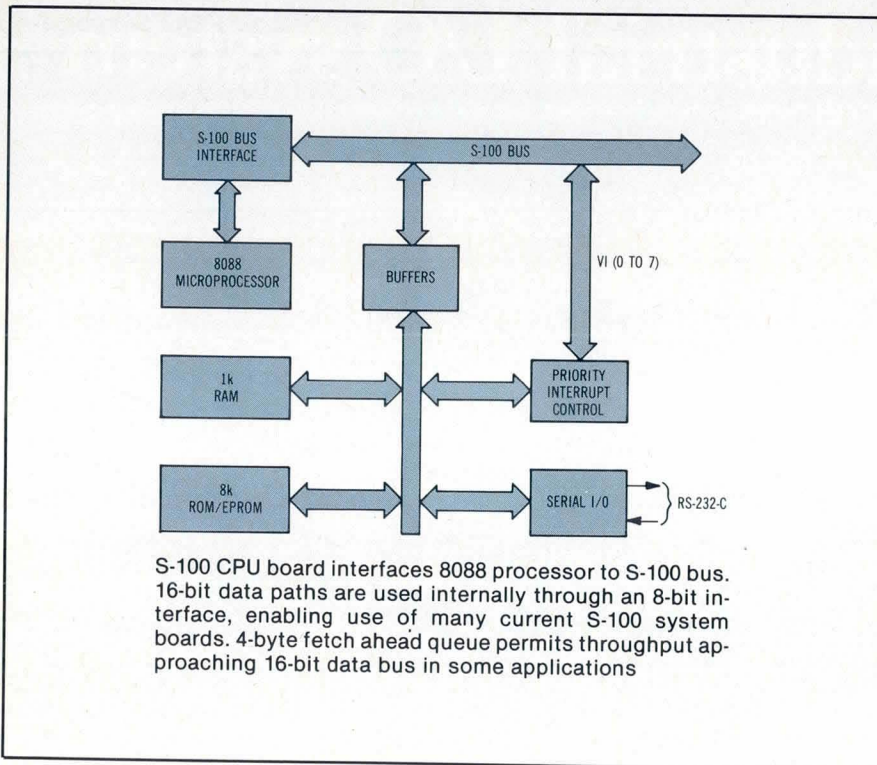 S-100 BUS
INTERFACE
S-100 BUS
8088
MICROPROCESSOR
BUFFERS
VI (0 TO 7)
1k
RAM
PRIORITY
INTERRUPT
CONTROL
8k
ROM/EPROM
SERIAL I/O
RS-232-C
S-100 CPU board interfaces 8088 processor to S-100 bus.
16-bit data paths are used internally through an 8-bit in-
terface, enabling use of many current S-100 system
boards. 4-byte fetch ahead queue permits throughput ap-
proaching 16-bit data bus in some applications